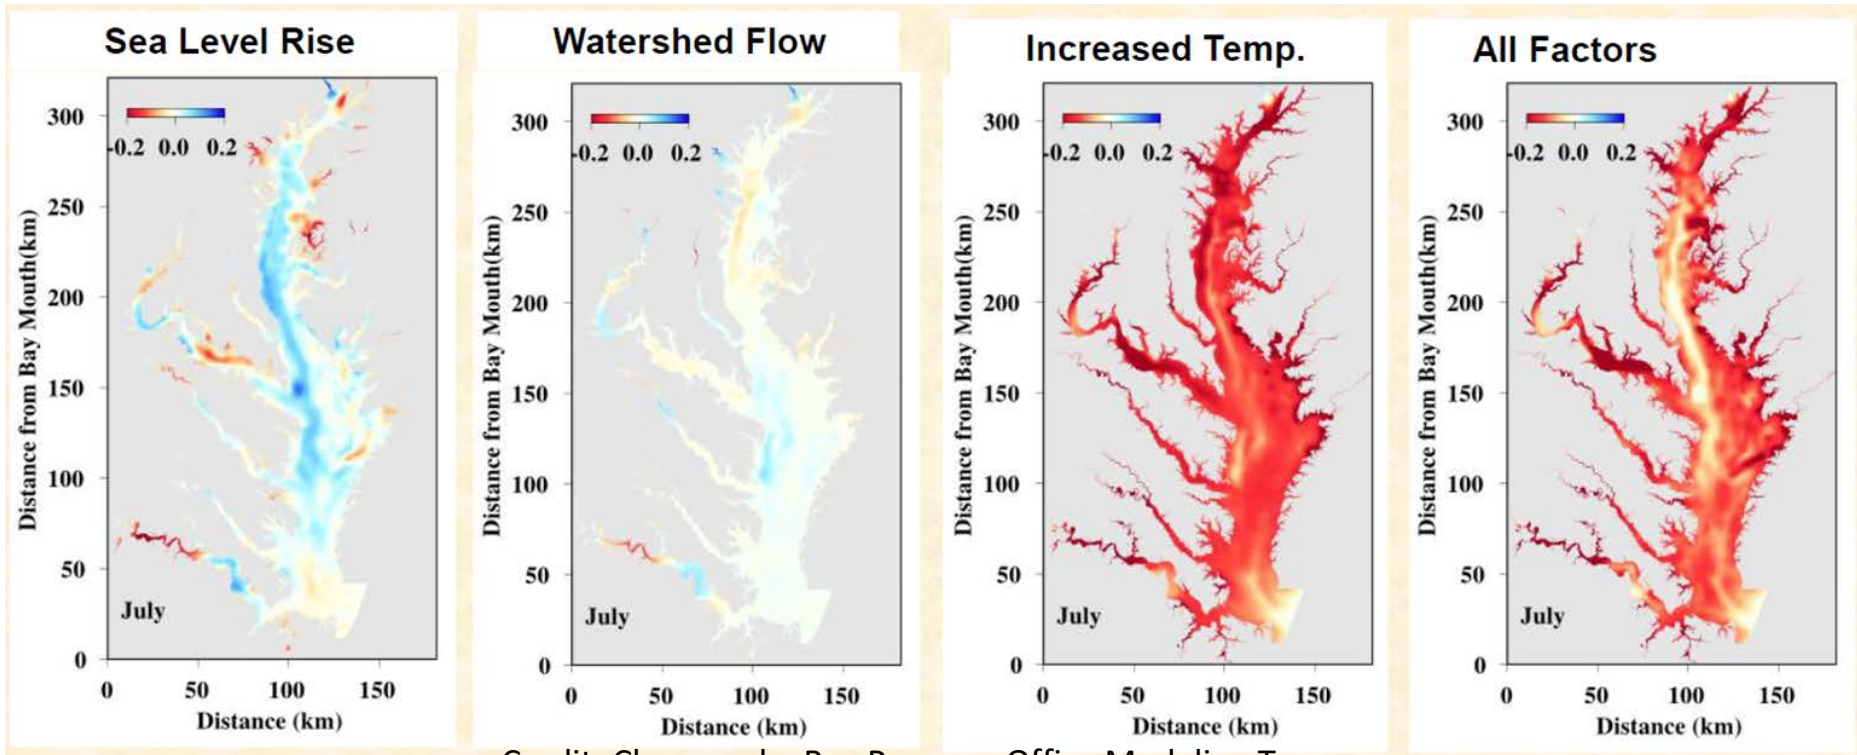 Sea Level Rise
-0.2 0.0 0.2
300
250
200
150
100
50
0
Distance from Bay Mouth(km)
July
0 50 100 150
Distance (km)
Watershed Flow
-0.2 0.0 0.2
300
250
200
150
100
50
0
Distance from Bay Mouth(km)
July
0 50 100 150
Distance (km)
Increased Temp.
-0.2 0.0 0.2
300
250
200
150
100
50
0
Distance from Bay Mouth(km)
July
0 50 100 150
Distance (km)
All Factors
-0.2 0.0 0.2
300
250
200
150
100
50
0
Distance from Bay Mouth(km)
July
0 50 100 150
Distance (km)